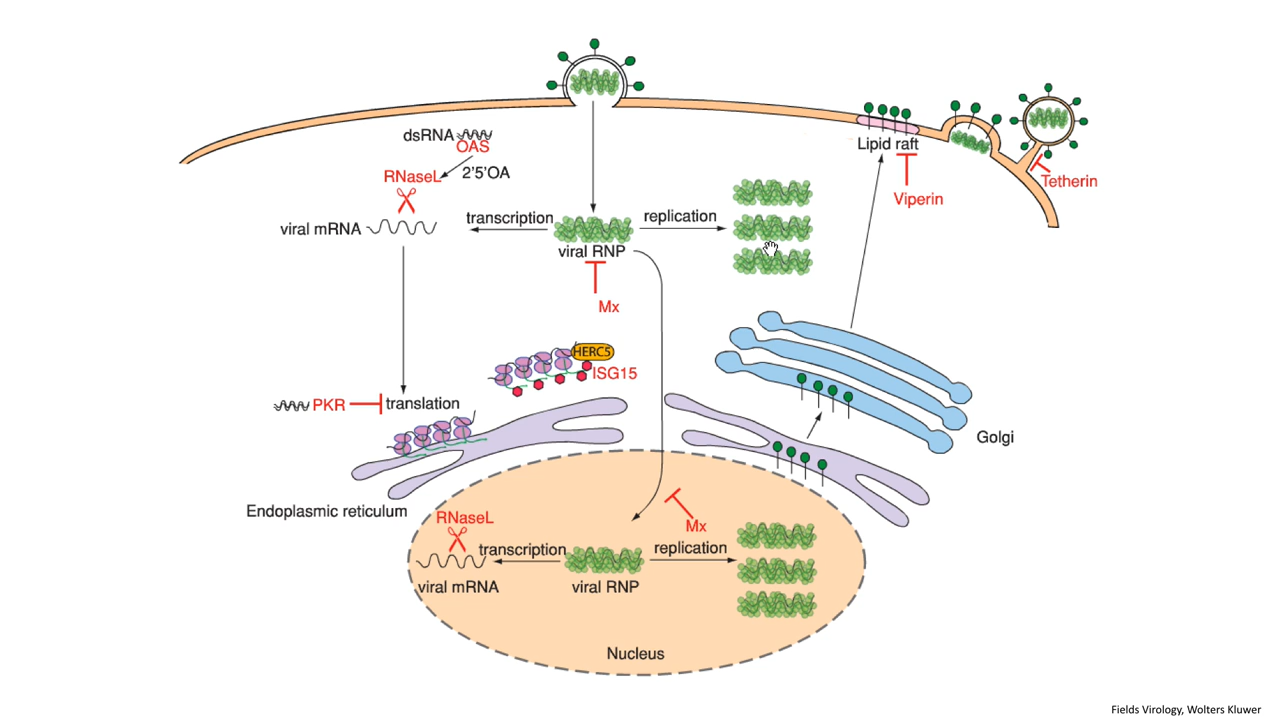 dsRNA
OAS
RNaseL
2'5'OA
viral mRNA
transcription
replication
viral RNP
Mx
Lipid raft
Viperin
Tetherin
HERC5
ISG15
PKR
translation
Golgi
Endoplasmic reticulum
RNaseL
Mx
transcription
replication
viral mRNA
viral RNP
Nucleus
Fields Virology, Wolters Kluwer